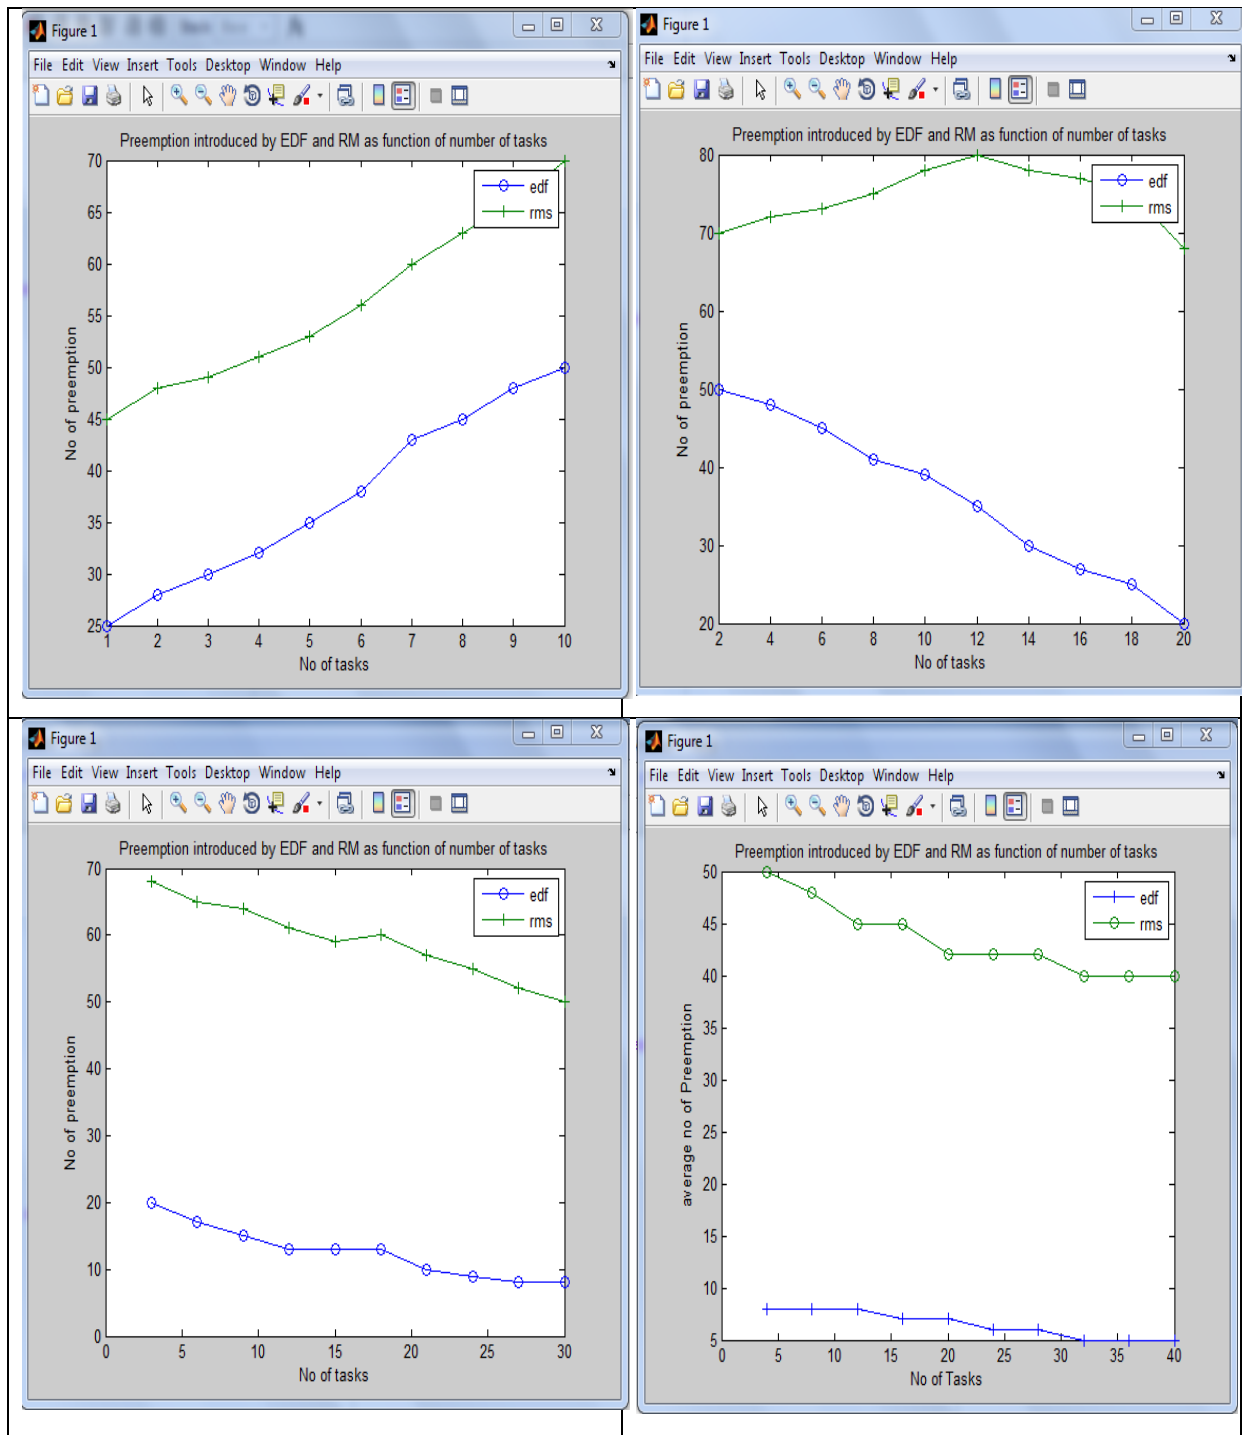 Figure 1
File Edit View Insert Tools Desktop Window Help
Preemption introduced by EDF and RM as function of number of tasks
edf
rms
No of preemption
70
65
60
55
50
45
40
35
30
25
1 2 3 4 5 6 7 8 9 10
No of tasks
Figure 1
File Edit View Insert Tools Desktop Window Help
Preemption introduced by EDF and RM as function of number of tasks
edf
rms
No of preemption
80
70
60
50
40
30
20
2 4 6 8 10 12 14 16 18 20
No of tasks
Figure 1
File Edit View Insert Tools Desktop Window Help
Preemption introduced by EDF and RM as function of number of tasks
edf
rms
No of preemption
70
60
50
40
30
20
10
0
0 5 10 15 20 25 30
No of tasks
Figure 1
File Edit View Insert Tools Desktop Window Help
Preemption introduced by EDF and RM as function of number of tasks
edf
rms
average no of Preemption
50
45
40
35
30
25
20
15
10
5
0 5 10 15 20 25 30 35 40
No of Tasks